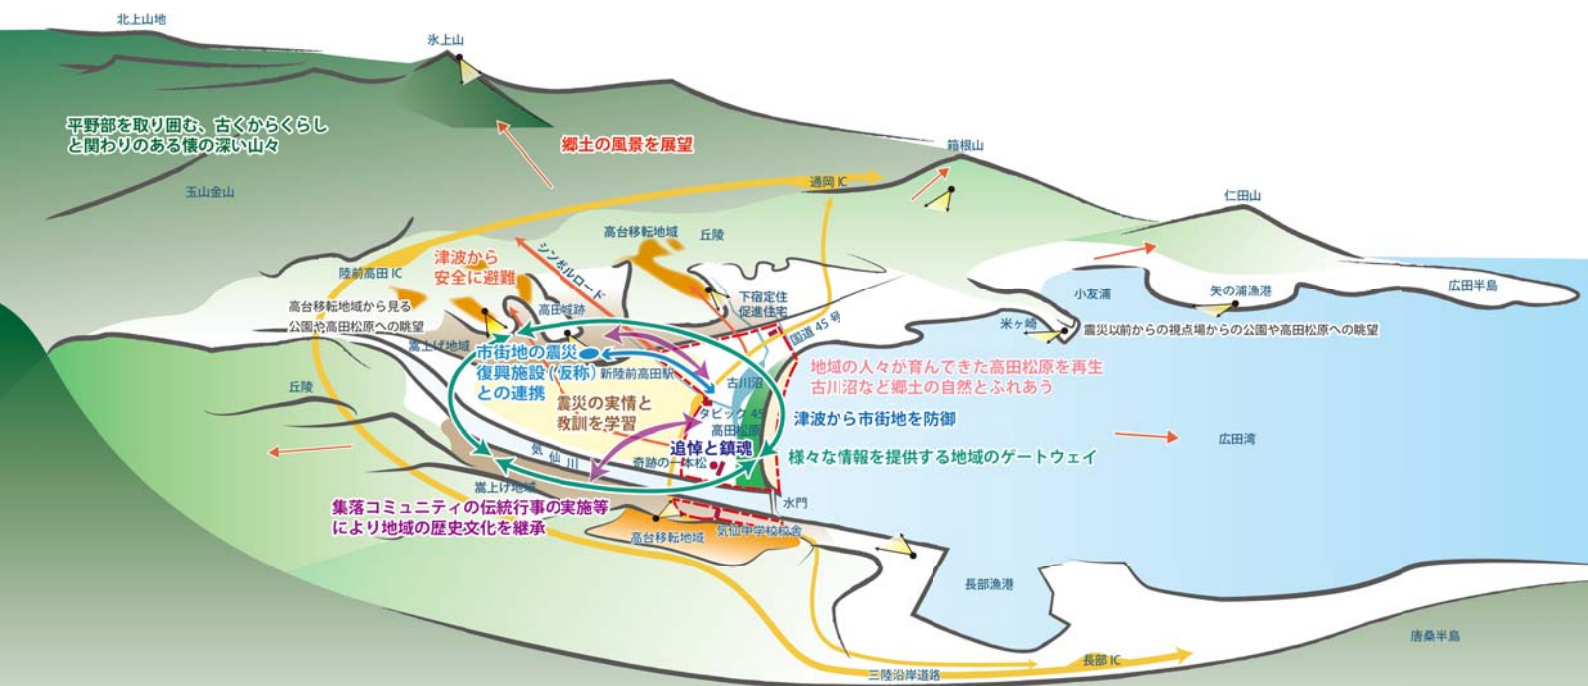 北上山地
氷上山
平野部を取り囲む、古くからくらし
と関わりのある懐の深い山々
郷土の風景を展望
箱根山
玉山金山
通岡 IC
仁田山
高台移転地域
丘陵
シンボルロード
津波から
安全に避難
陸前高田 IC
高台移転地域から見る
公園や高田松原への眺望
高田城跡
下宿定住
促進住宅
小友浦
矢の浦漁港
広田半島
米ヶ崎
震災以前からの視点場からの公園や高田松原への眺望
国道 45 号
嵩上げ地域
市街地の震災
復興施設(仮称)
との連携
新陸前高田駅
古川沼
地域の人々が育んできた高田松原を再生
古川沼など郷土の自然とふれあう
丘陵
震災の実情と
教訓を学習
タピック 45
高田松原
津波から市街地を防御
広田湾
追悼と鎮魂
様々な情報を提供する地域のゲートウェイ
気仙川
奇跡の一本松
嵩上げ地域
水門
集落コミュニティの伝統行事の実施等
により地域の歴史文化を継承
高台移転地域
気仙中学校校舎
長部漁港
唐桑半島
長部 IC
三陸沿岸道路